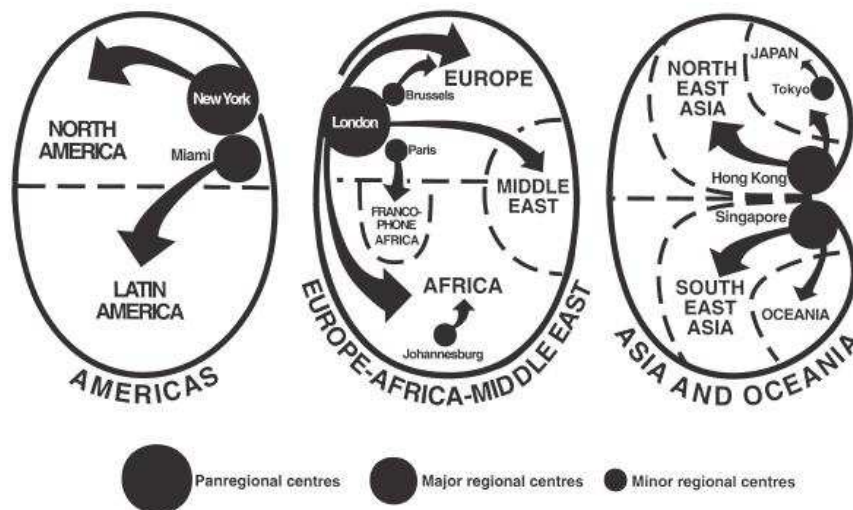 New York
NORTH
AMERICA
Miami
LATIN
AMERICA
AMERICAS
EUROPE
Brussels
London
Paris
MIDDLE
EAST
FRANCO-
PHONE
AFRICA
AFRICA
Johannesburg
EUROPE-AFRICA-MIDDLE EAST
JAPAN
NORTH
EAST
ASIA
Tokyo
Hong Kong
Singapore
SOUTH
EAST
ASIA
OCEANIA
ASIA AND OCEANIA
Panregional centres
Major regional centres
Minor regional centres